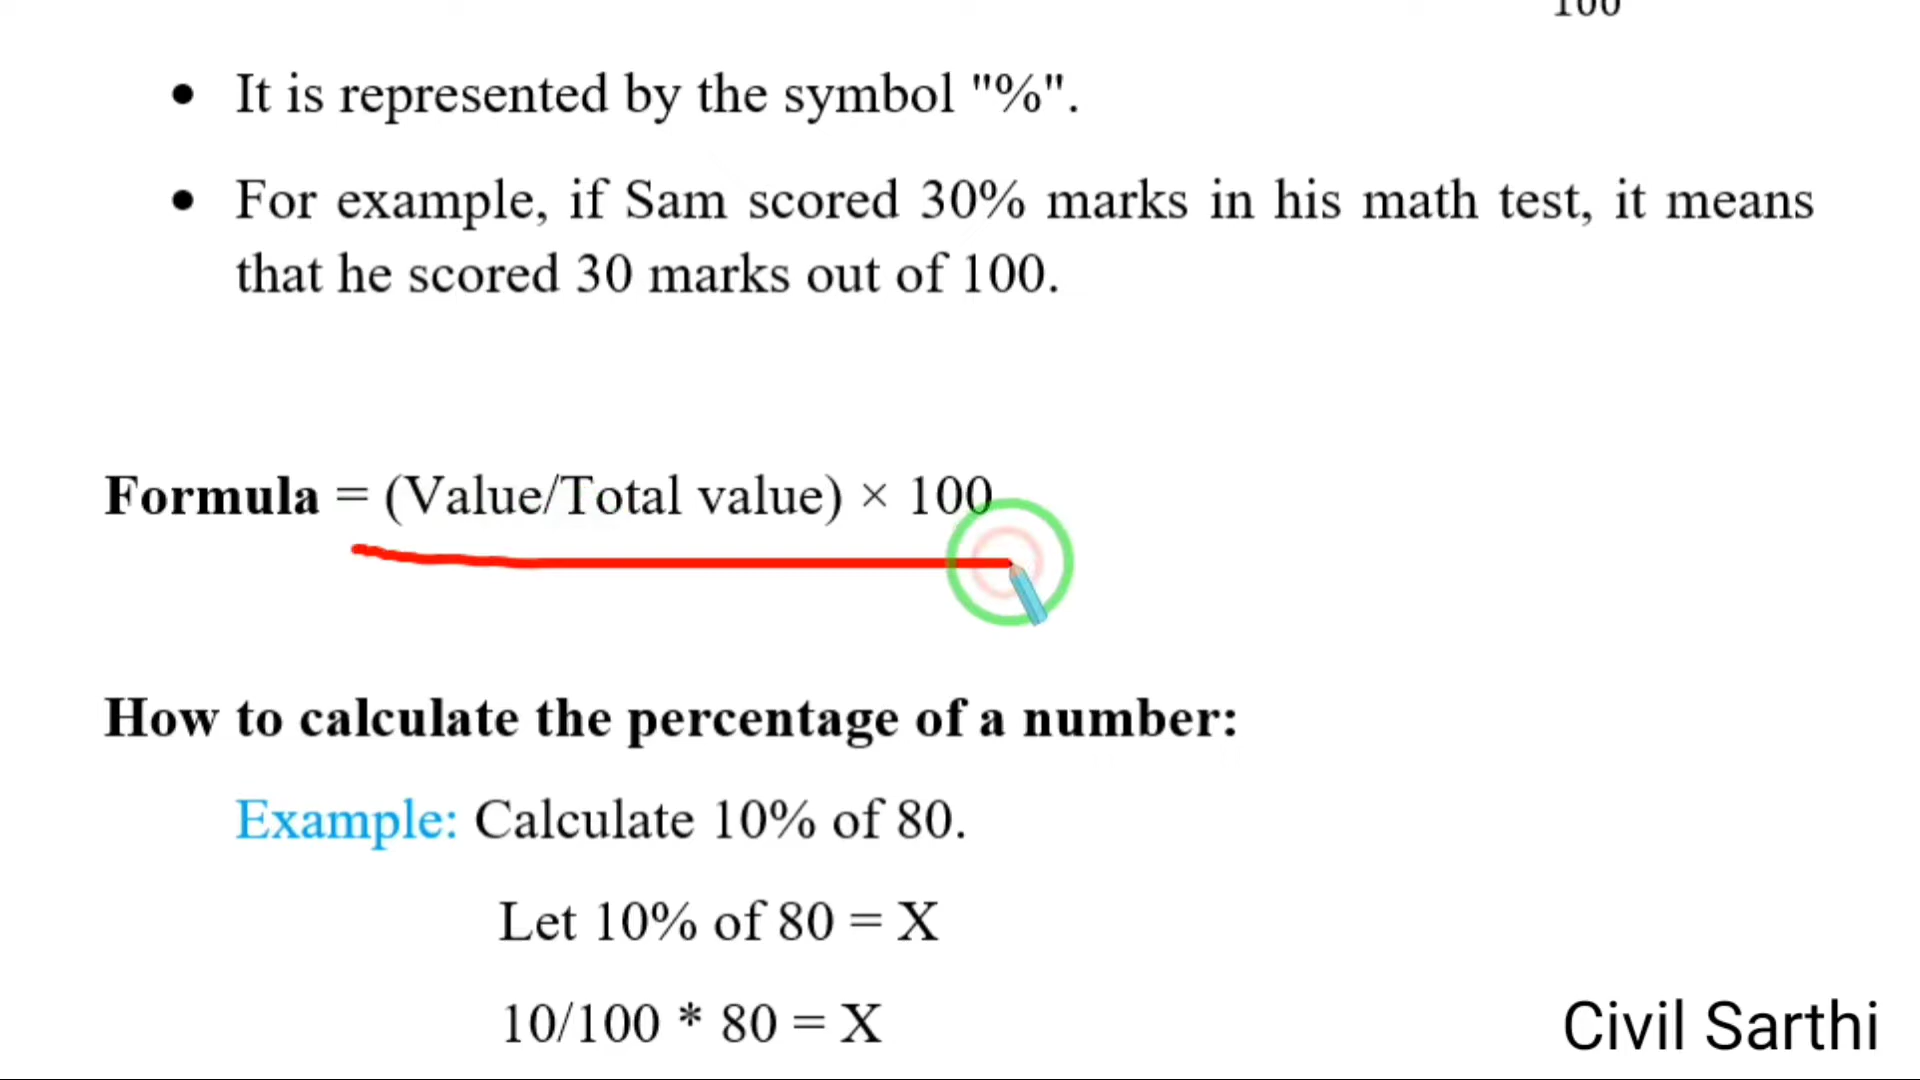 100
• It is represented by the symbol "%".
• For example, if Sam scored 30% marks in his math test, it means
that he scored 30 marks out of 100.
Formula = (Value/Total value) × 100
How to calculate the percentage of a number:
Example: Calculate 10% of 80.
Let 10% of 80 = X
10/100 * 80 = X
Civil Sarthi